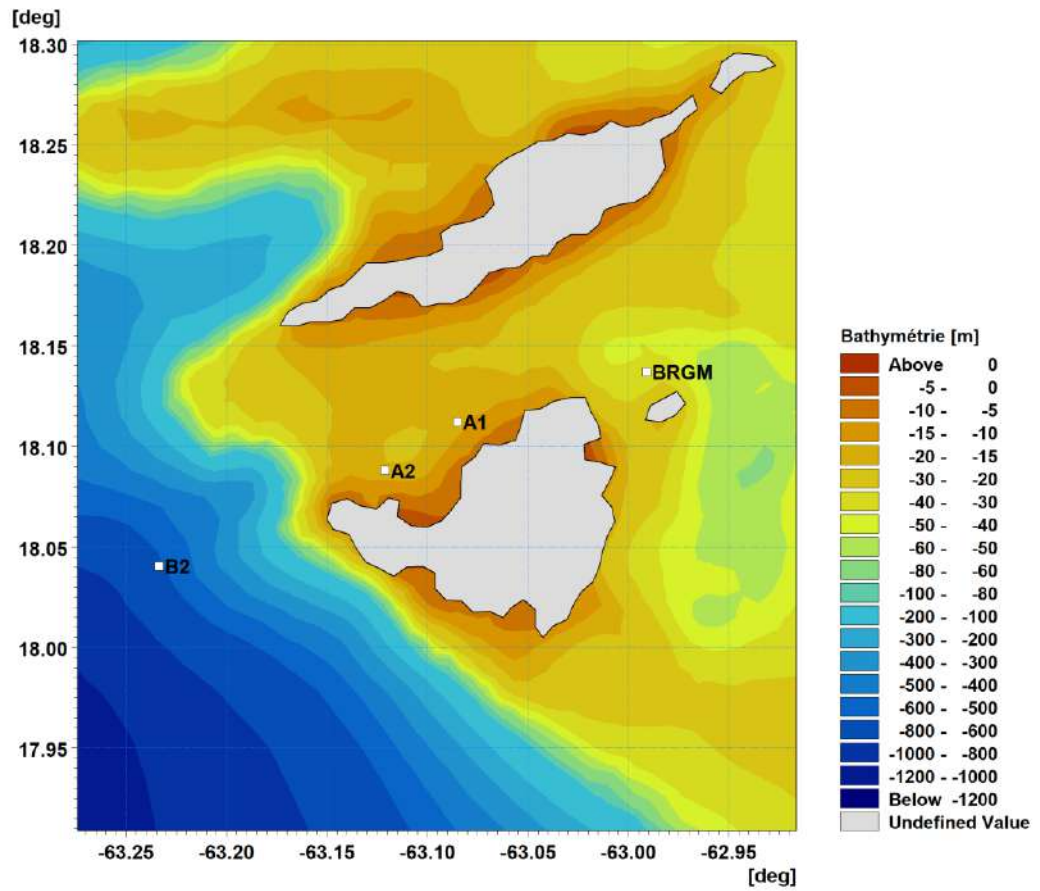 [deg]
18.30
18.25
18.20
18.15
18.10
18.05
18.00
17.95
BRGM
A1
A2
B2
-63.25 -63.20 -63.15 -63.10 -63.05 -63.00 -62.95
[deg]
Bathymétrie [m]
Above 0
-5 - 0
-10 - -5
-15 - -10
-20 - -15
-30 - -20
-40 - -30
-50 - -40
-60 - -50
-80 - -60
-100 - -80
-200 - -100
-300 - -200
-400 - -300
-500 - -400
-600 - -500
-800 - -600
-1000 - -800
-1200 - -1000
Below -1200
Undefined Value